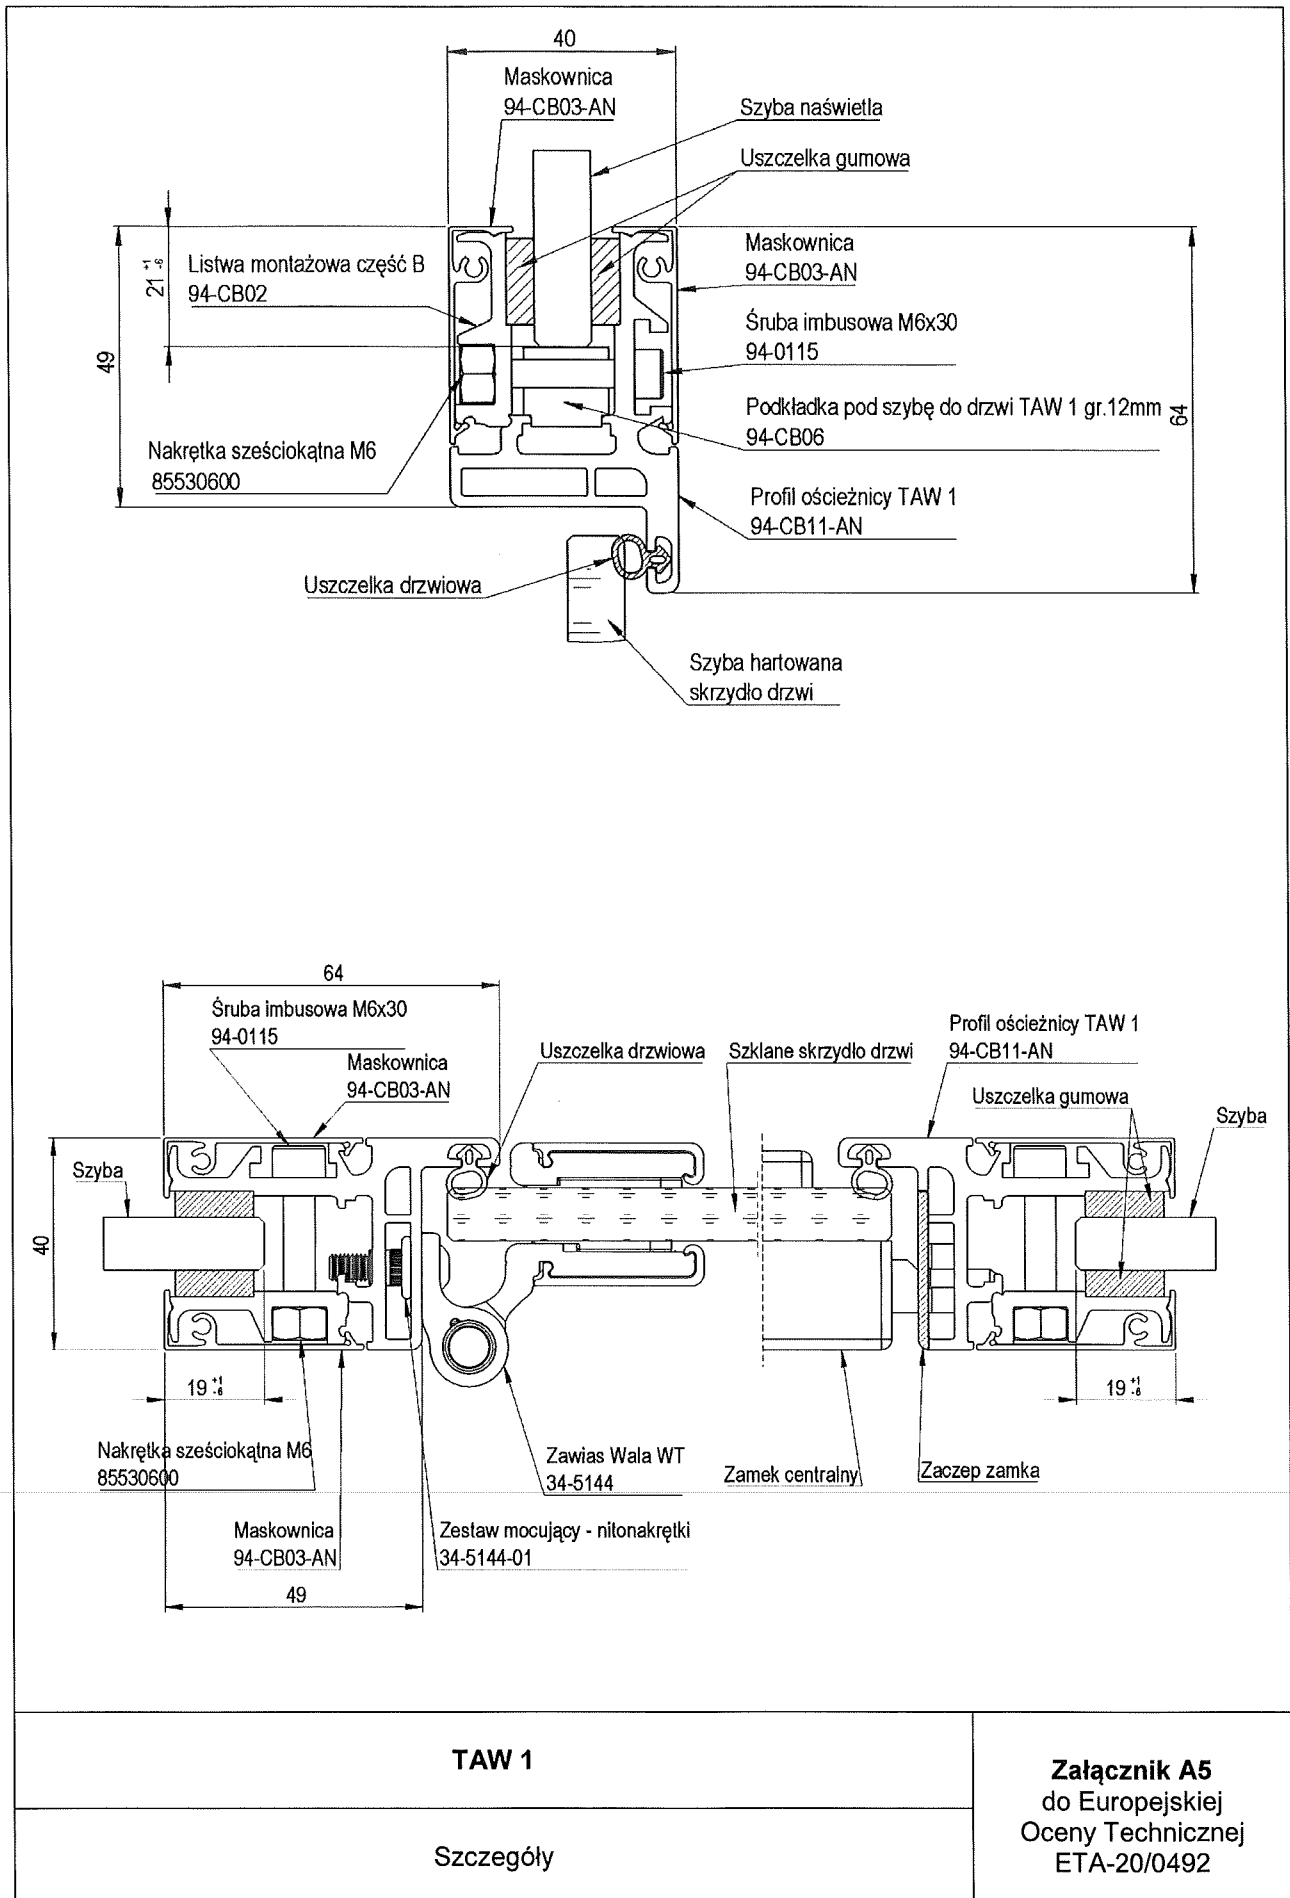 40
Maskownica
94-CB03-AN
Szyba naświetla
Uszczelka gumowa
Listwa montażowa część B
94-CB02
21 +1 -6
49
Maskownica
94-CB03-AN
Śruba imbusowa M6x30
94-0115
Podkładka pod szybę do drzwi TAW 1 gr.12mm
94-CB06
64
Nakrętka sześciokątna M6
85530600
Profil ościeżnicy TAW 1
94-CB11-AN
Uszczelka drzwiowa
Szyba hartowana
skrzydło drzwi
64
Śruba imbusowa M6x30
94-0115
Maskownica
94-CB03-AN
Uszczelka drzwiowa
Szklane skrzydło drzwi
Profil ościeżnicy TAW 1
94-CB11-AN
Uszczelka gumowa
Szyba
Szyba
40
19 +1 -6
19 +1 -6
Nakrętka sześciokątna M6
85530600
Zawias Wala WT
34-5144
Zamek centralny
Zaczep zamka
Maskownica
94-CB03-AN
Zestaw mocujący - nitonakrętki
34-5144-01
49
TAW 1
Szczegóły
Załącznik A5
do Europejskiej
Oceny Technicznej
ETA-20/0492